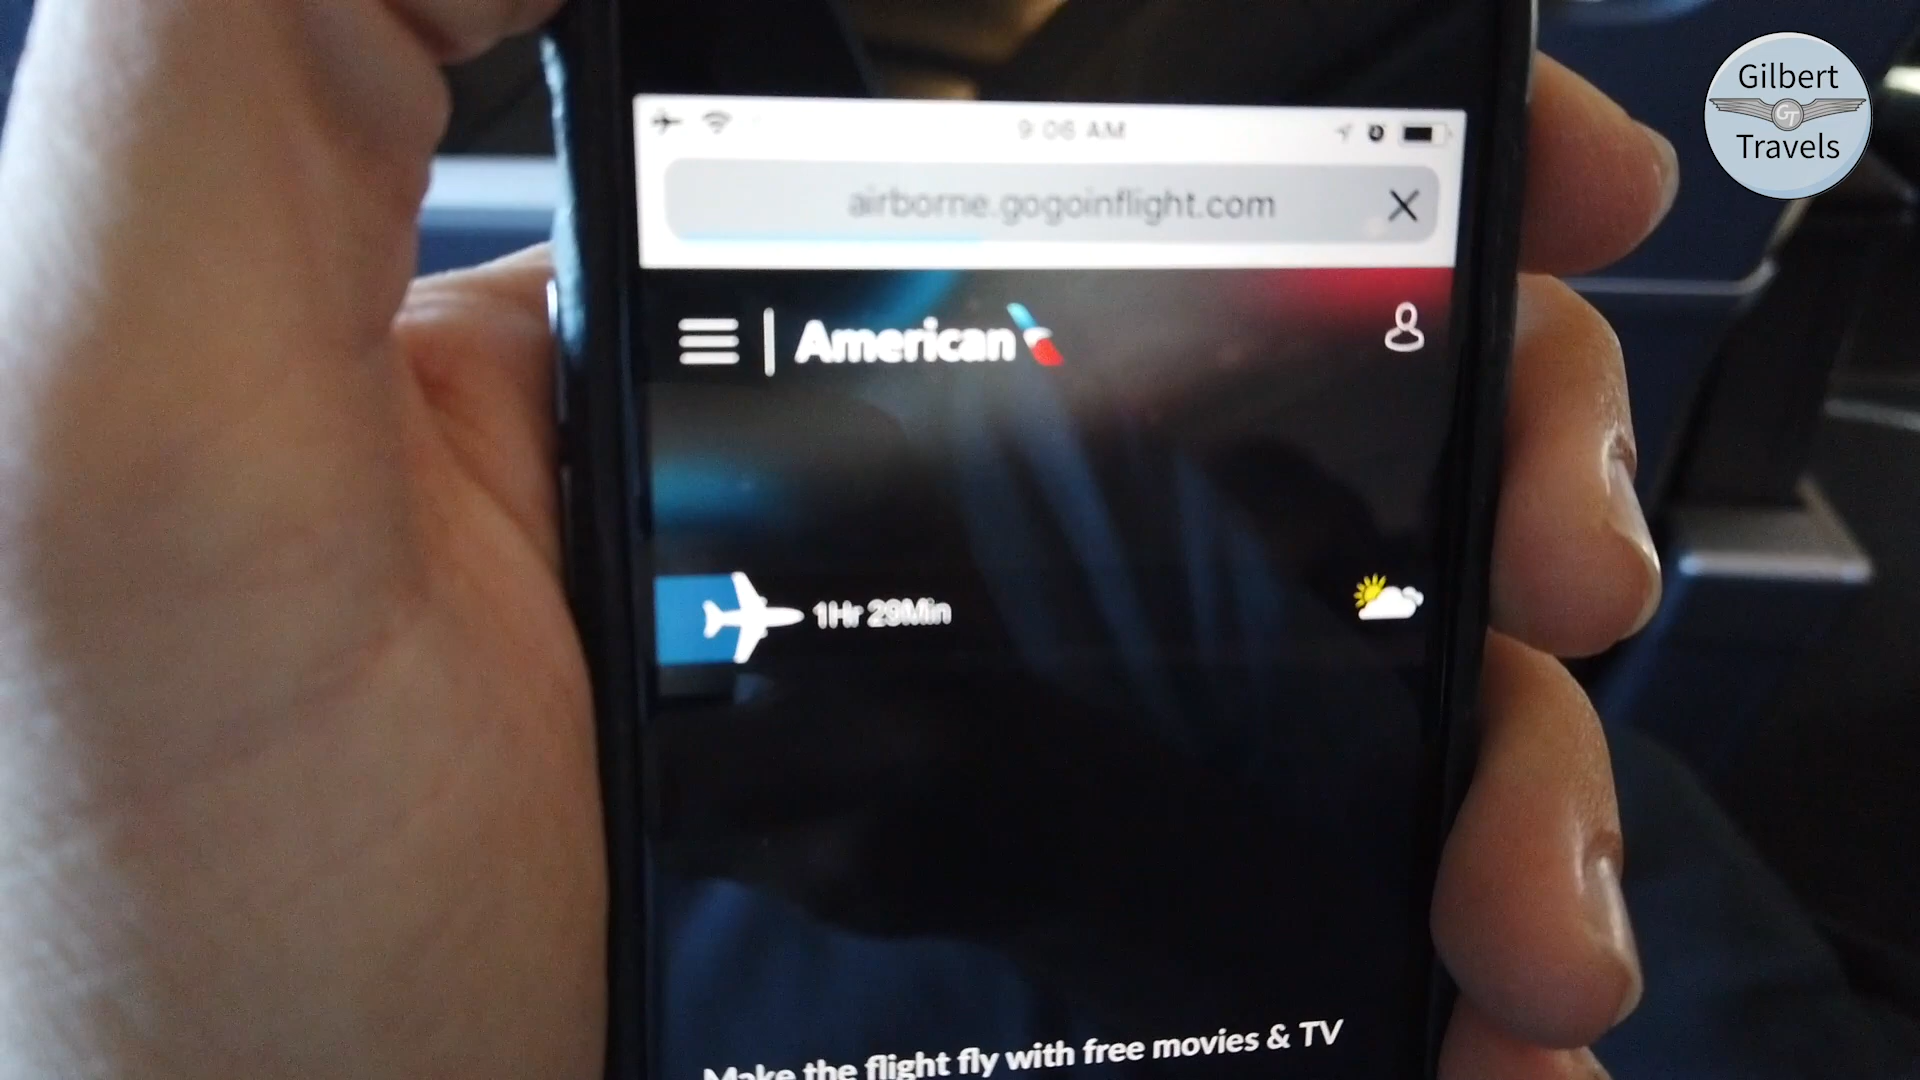 Gilbert
GT
Travels
9:06 AM
airborne.gogoinflight.com
American
1Hr 29Min
Make the flight fly with free movies & TV